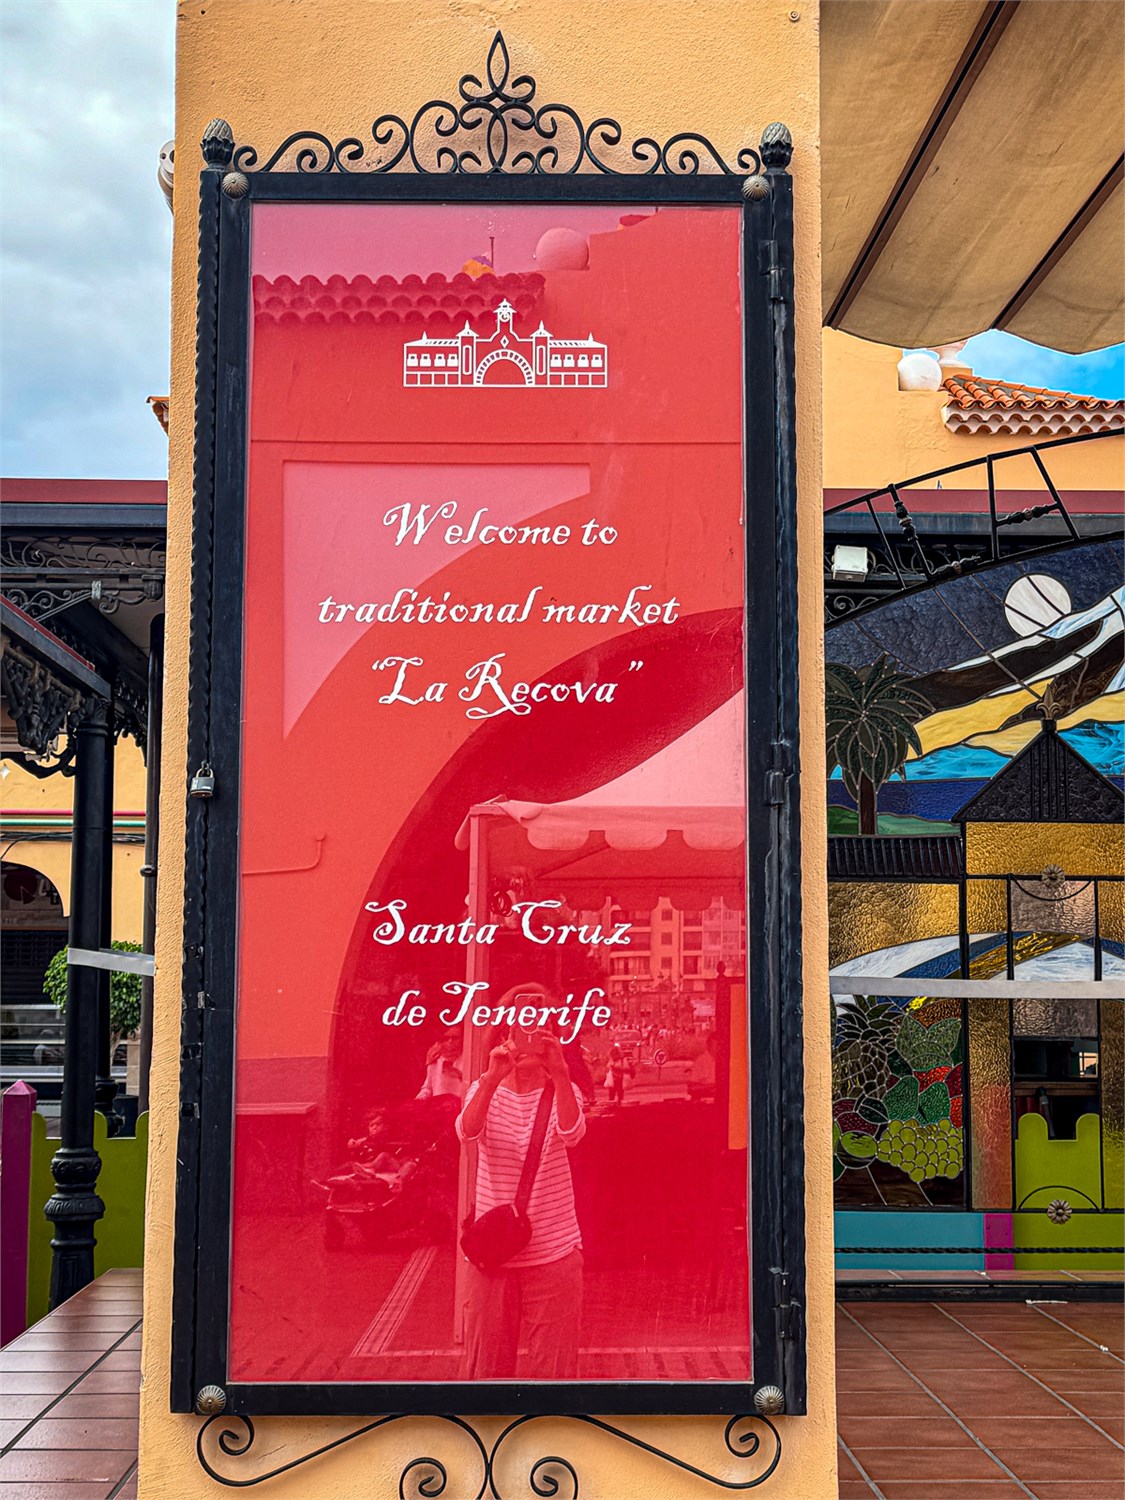 Welcome to
traditional market
“La Recova”
Santa Cruz
de Tenerife